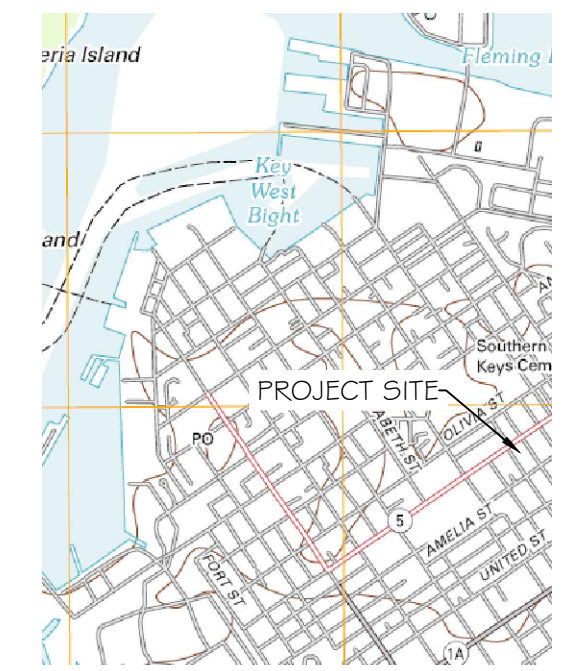 eria Island
Fleming
Key
West
Bight
and
Southern
Keys Cem
PROJECT SITE
OLIVIA ST
ABETH ST
PO
5
AMELIA ST
UNITED ST
FORT ST
1A